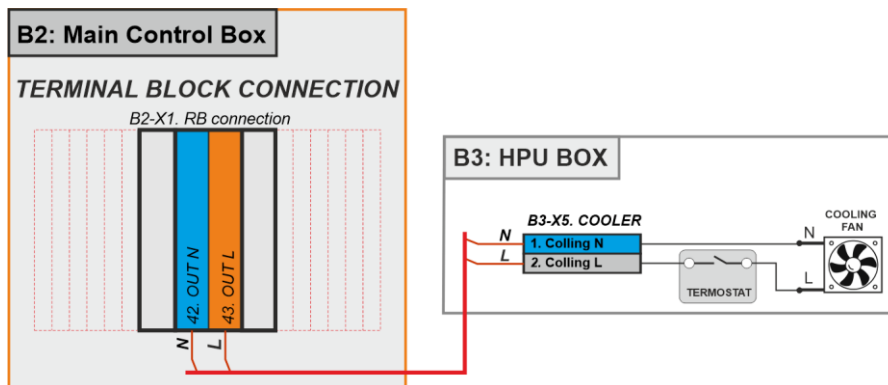 B2: Main Control Box
TERMINAL BLOCK CONNECTION
B2-X1. RB connection
42. OUT N
43. OUT L
N
L
B3: HPU BOX
B3-X5. COOLER
N
1. Colling N
L
2. Colling L
TERMOSTAT
COOLING
FAN
N
L